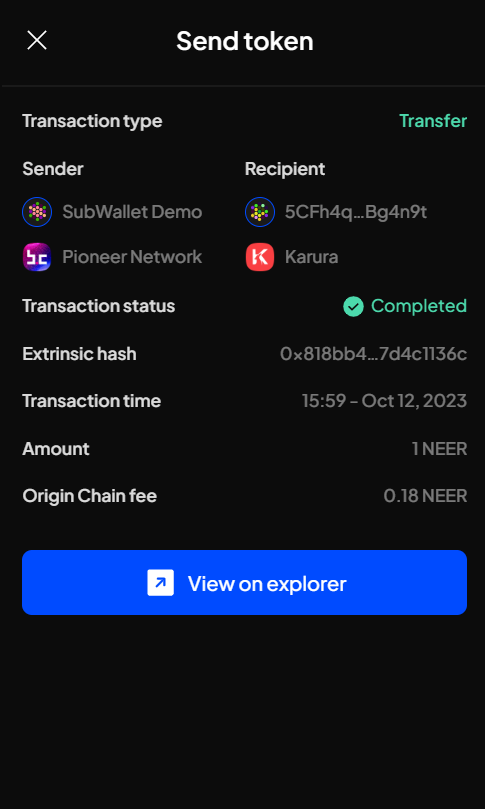 Send token
Transaction type Transfer
Sender Recipient
SubWallet Demo 5CFh4q...Bg4n9t
Pioneer Network Karura
Transaction status Completed
Extrinsic hash 0x818bb4...7d4c1136c
Transaction time 15:59 - Oct 12, 2023
Amount 1 NEER
Origin Chain fee 0.18 NEER
View on explorer